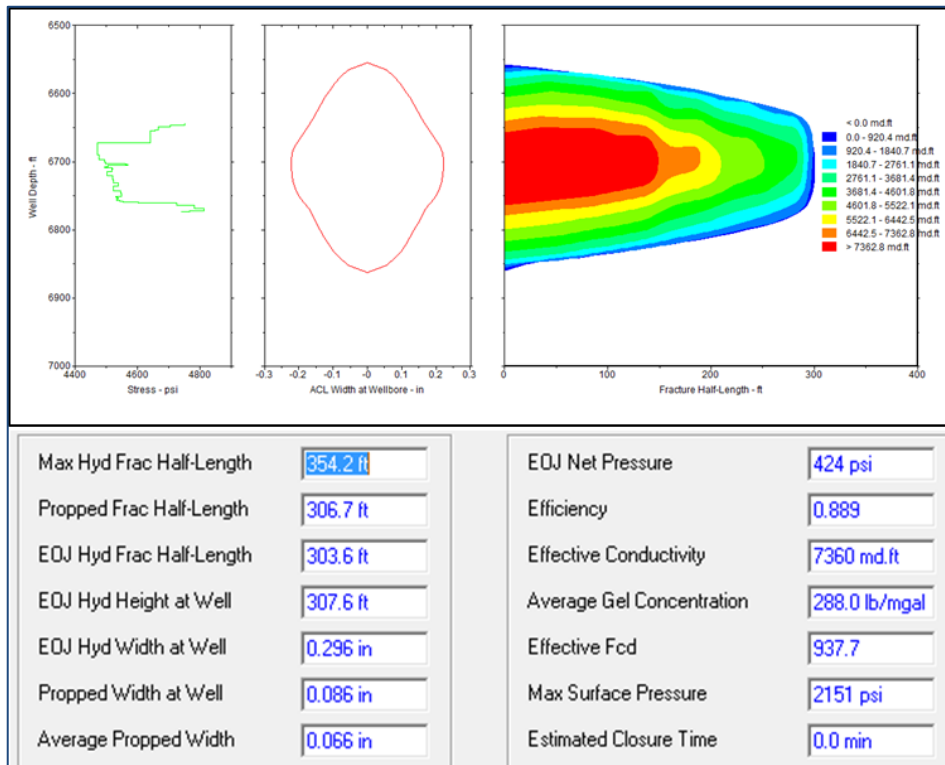 6500
6600
6700
6800
6900
7000
Well Depth - ft
4400 4600 4800
Stress - psi
-0.3 -0.2 -0.1 -0 0.1 0.2 0.3
ACL Width at Wellbore - in
0 100 200 300 400
Fracture Half-Length - ft
< 0.0 md.ft
0.0 - 920.4 md.ft
920.4 - 1840.7 md.ft
1840.7 - 2761.1 md.ft
2761.1 - 3681.4 md.ft
3681.4 - 4601.8 md.ft
4601.8 - 5522.1 md.ft
5522.1 - 6442.5 md.ft
6442.5 - 7362.8 md.ft
> 7362.8 md.ft
Max Hyd Frac Half-Length 354.2 ft
Propped Frac Half-Length 306.7 ft
EOJ Hyd Frac Half-Length 303.6 ft
EOJ Hyd Height at Well 307.6 ft
EOJ Hyd Width at Well 0.296 in
Propped Width at Well 0.086 in
Average Propped Width 0.066 in
EOJ Net Pressure 424 psi
Efficiency 0.889
Effective Conductivity 7360 md.ft
Average Gel Concentration 288.0 lb/mgal
Effective Fcd 937.7
Max Surface Pressure 2151 psi
Estimated Closure Time 0.0 min